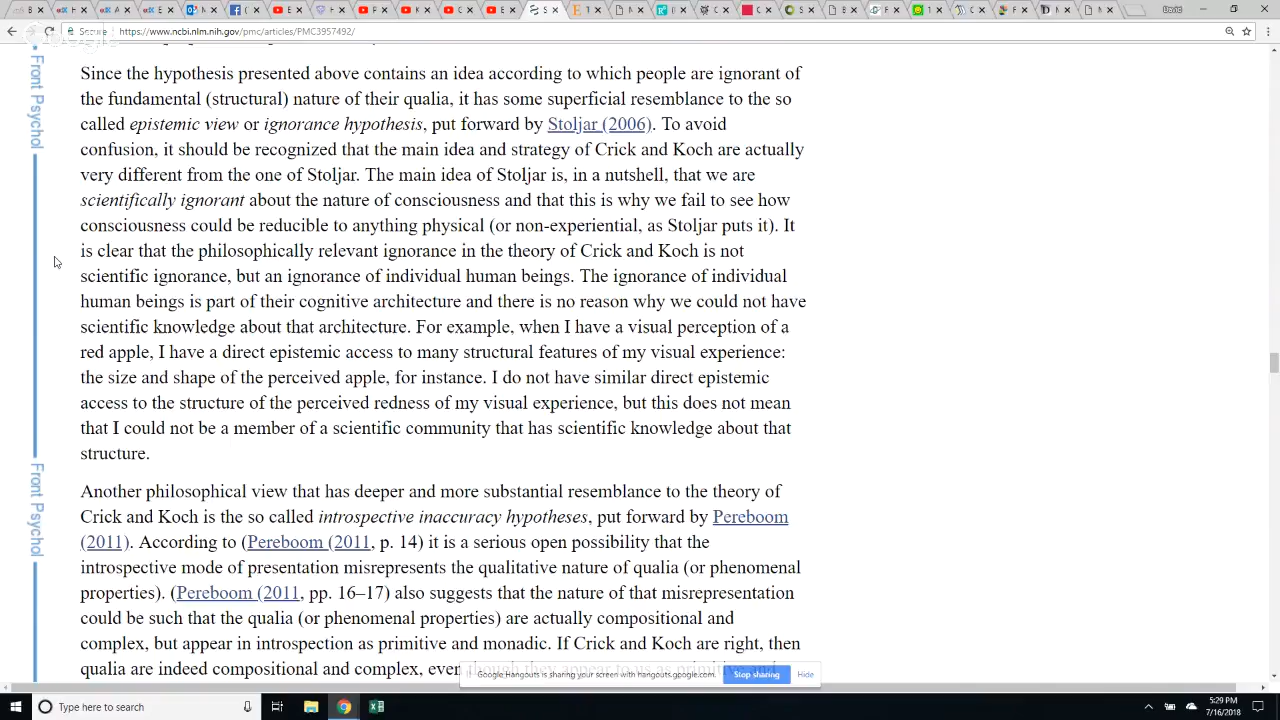 Secure
https://www.ncbi.nlm.nih.gov/pmc/articles/PMC3957492/
Front Psychol
Front Psychol
Since the hypothesis presented above contains an idea according to which people are ignorant of
the fundamental (structural) nature of their qualia, it has some superficial resemblance to the so
called epistemic view or ignorance hypothesis, put forward by Stoljar (2006). To avoid
confusion, it should be recognized that the main idea and strategy of Crick and Koch are actually
very different from the one of Stoljar. The main idea of Stoljar is, in a nutshell, that we are
scientifically ignorant about the nature of consciousness and that this is why we fail to see how
consciousness could be reducible to anything physical (or non-experiential, as Stoljar puts it). It
is clear that the philosophically relevant ignorance in the theory of Crick and Koch is not
scientific ignorance, but an ignorance of individual human beings. The ignorance of individual
human beings is part of their cognitive architecture and there is no reason why we could not have
scientific knowledge about that architecture. For example, when I have a visual perception of a
red apple, I have a direct epistemic access to many structural features of my visual experience:
the size and shape of the perceived apple, for instance. I do not have similar direct epistemic
access to the structure of the perceived redness of my visual experience, but this does not mean
that I could not be a member of a scientific community that has scientific knowledge about that
structure.
Another philosophical view that has deeper and more substantial resemblance to the theory of
Crick and Koch is the so called introspective inaccuracy hypotheses, put forward by Pereboom
(2011). According to (Pereboom (2011, p. 14) it is a serious open possibility that the
introspective mode of presentation misrepresents the qualitative nature of qualia (or phenomenal
properties). (Pereboom (2011, pp. 16–17) also suggests that the nature of that misrepresentation
could be such that the qualia (or phenomenal properties) are actually compositional and
complex, but appear in introspection as primitive and monadic. If Crick and Koch are right, then
qualia are indeed compositional and complex, even though they appear to us as primitive and
Google Hangouts is sharing your screen with hangouts.google.com.
Stop sharing
Hide
Type here to search
5:29 PM
7/16/2018